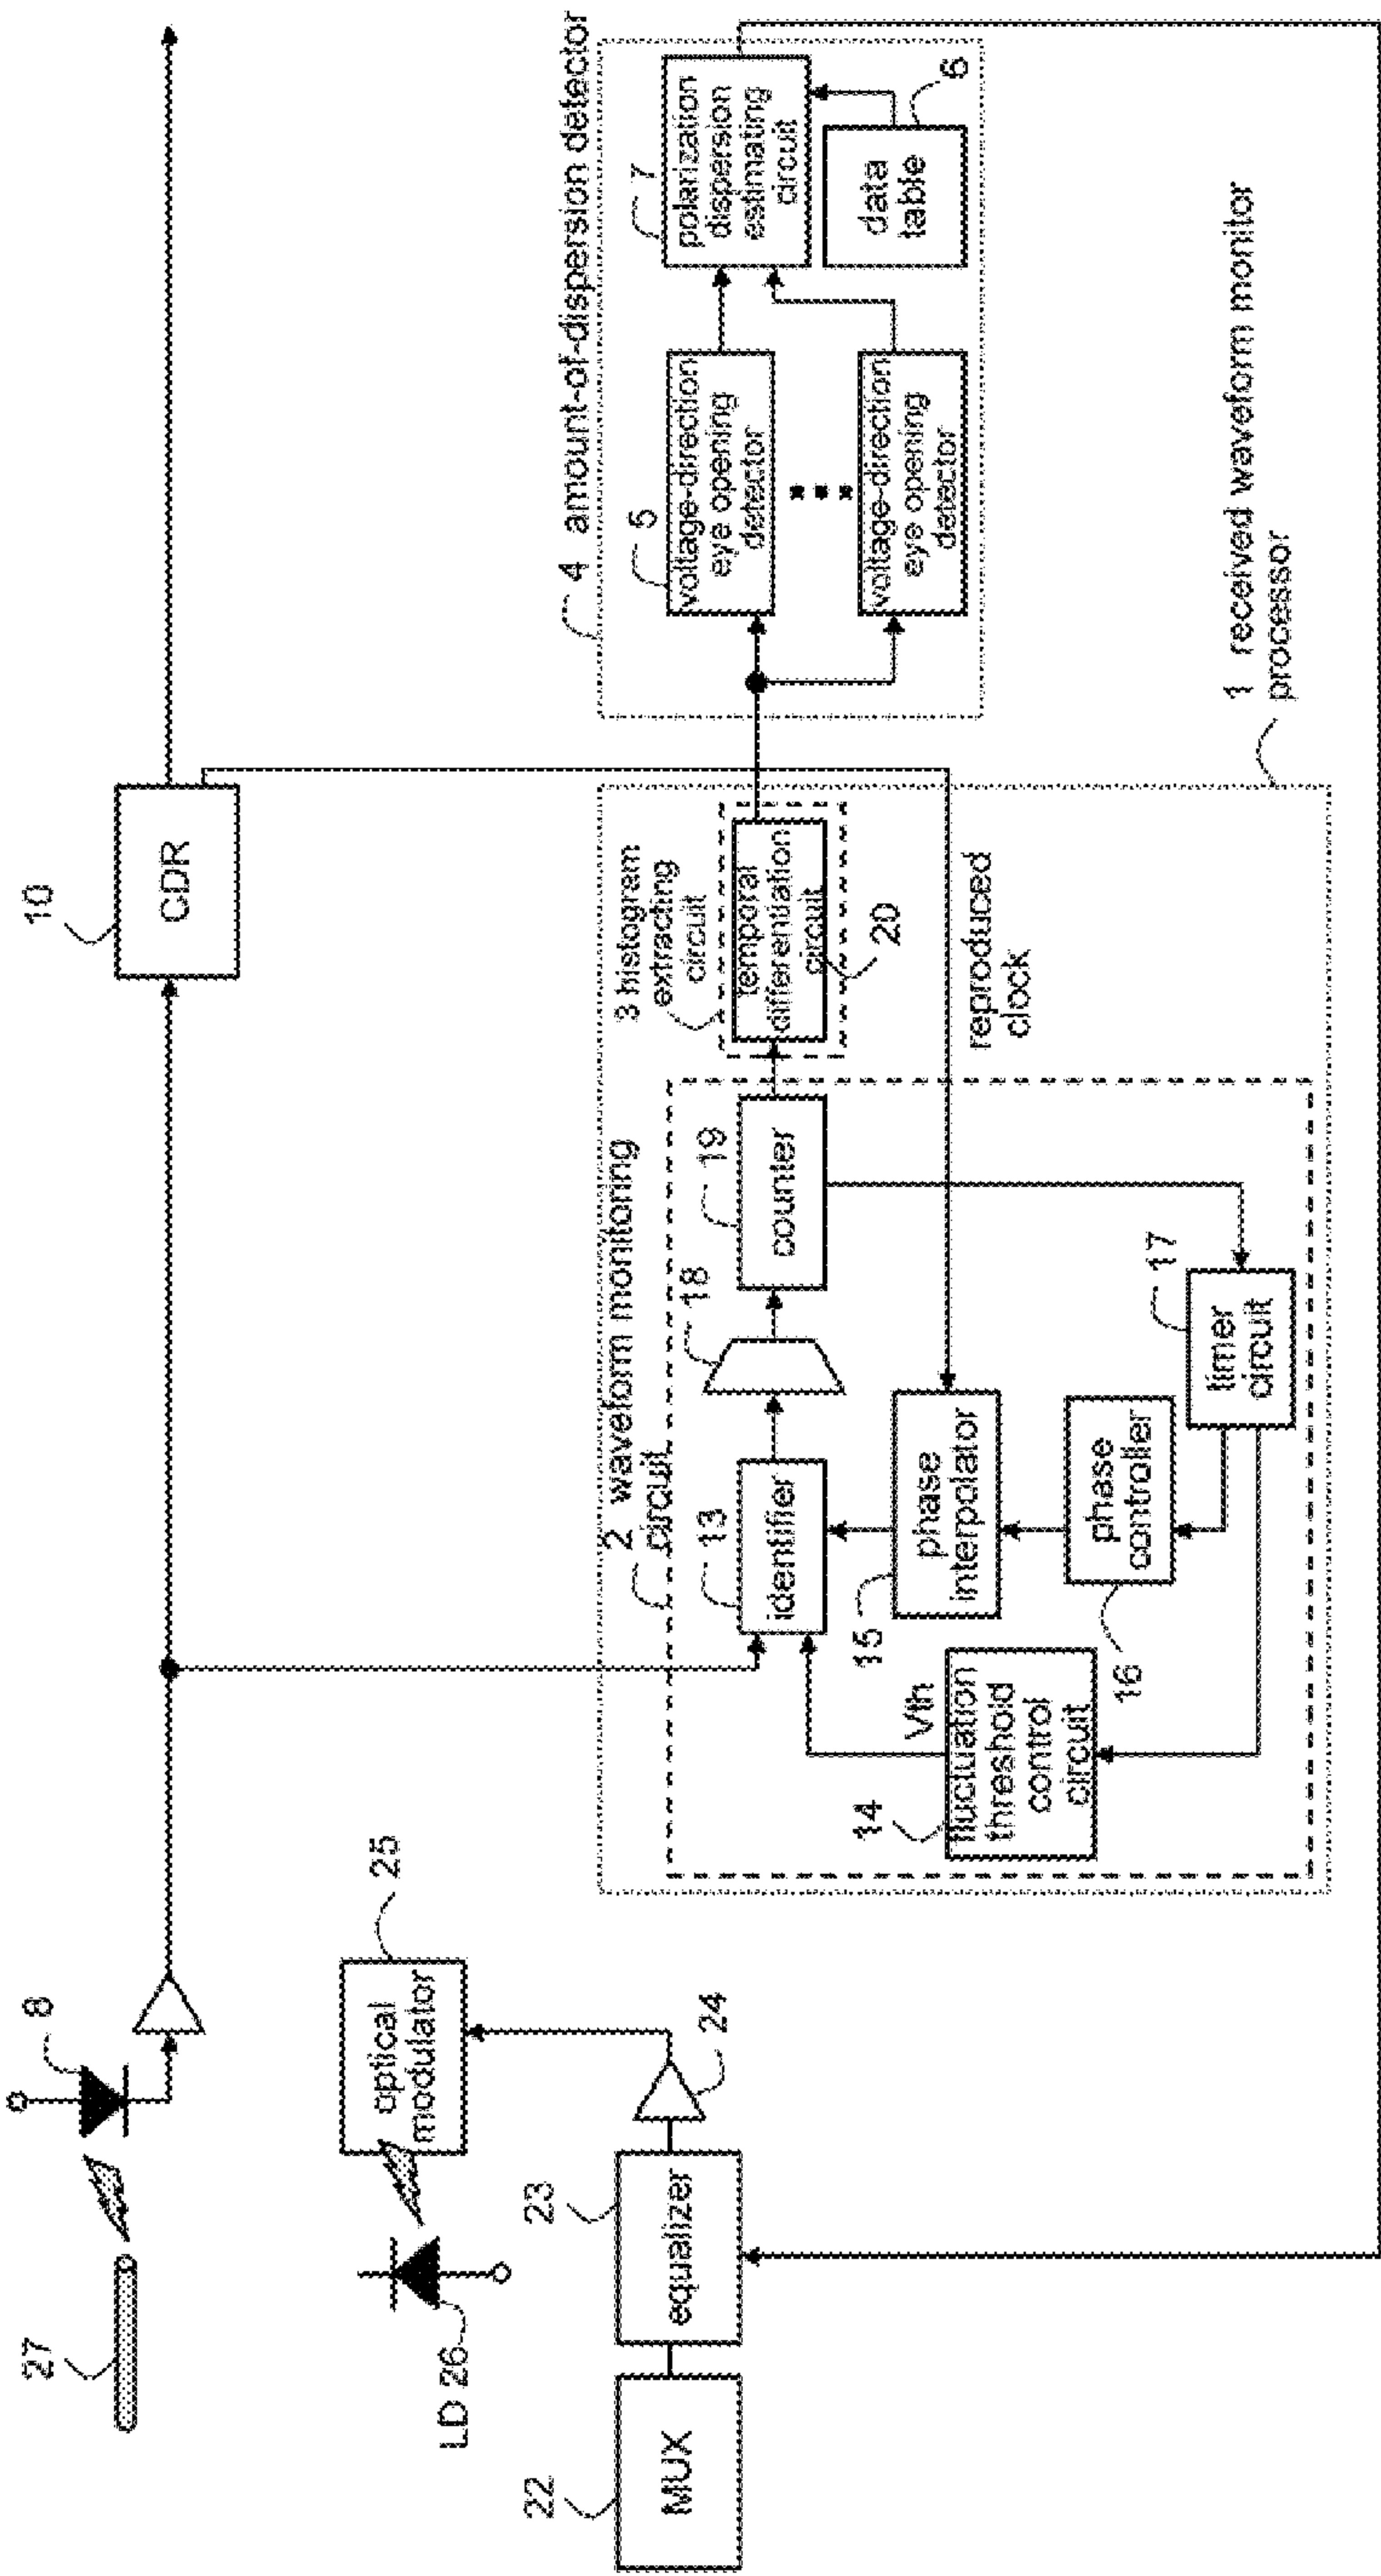 27
8
10
CDR
LD 26
optical
modulator
25
22
MUX
23
equalizer
24
2 waveform monitoring
circuit
13
identifier
18
19
counter
3 histogram
extracting
circuit
temporal
differentiation
circuit
20
Vth
14
fluctuation
threshold
control
circuit
15
phase
interpolator
16
phase
controller
17
timer
circuit
reproduced
clock
4 amount-of-dispersion detector
5
voltage-direction
eye opening
detector
voltage-direction
eye opening
detector
7
polarization
dispersion
estimating
circuit
data
table
6
1 received waveform monitor
processor